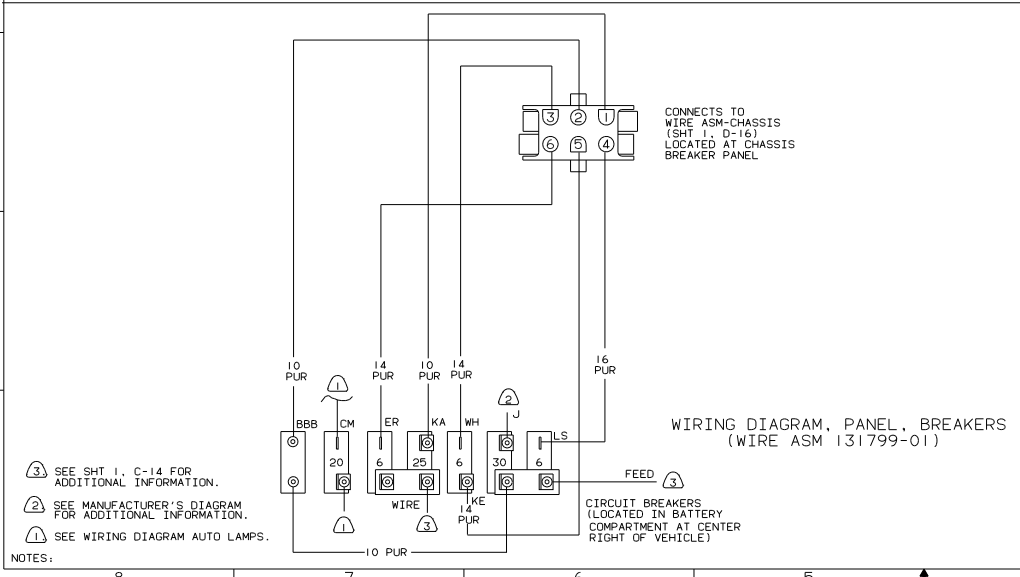 3 2 1
6 5 4
CONNECTS TO
WIRE ASM-CHASSIS
(SHT 1, D-16)
LOCATED AT CHASSIS
BREAKER PANEL
10
PUR
14
PUR
10
PUR
14
PUR
16
PUR
1
2
BBB CM ER KA WH J LS
20 6 25 6 30 6
WIRING DIAGRAM, PANEL, BREAKERS
(WIRE ASM 131799-01)
FEED 3
WIRE
KE
14
PUR
1
3
CIRCUIT BREAKERS
(LOCATED IN BATTERY
COMPARTMENT AT CENTER
RIGHT OF VEHICLE)
10 PUR
3 SEE SHT 1, C-14 FOR
ADDITIONAL INFORMATION.
2 SEE MANUFACTURER'S DIAGRAM
FOR ADDITIONAL INFORMATION.
1 SEE WIRING DIAGRAM AUTO LAMPS.
NOTES:
8 7 6 5